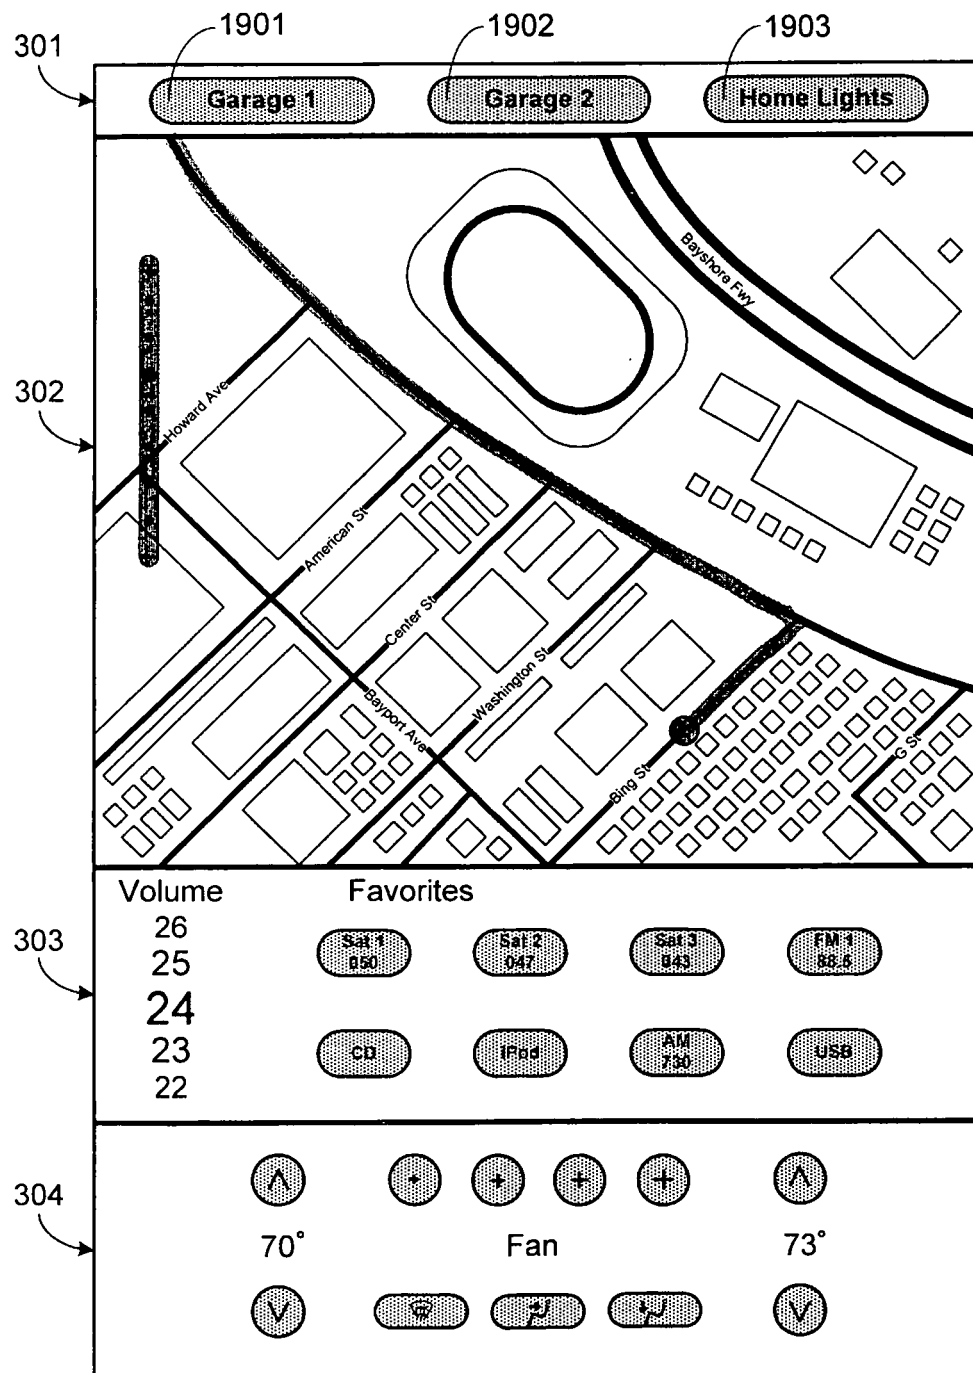 1901
1902
1903
301
Garage 1
Garage 2
Home Lights
Bayshore Fwy
302
Howard Ave
American St
Center St
Washington St
Bayport Ave
Bing St
G St
Volume
Favorites
26
25
24
23
22
303
Sat 1
050
Sat 2
047
Sat 3
043
FM 1
88.5
CD
iPod
AM
730
USB
304
70°
Fan
73°